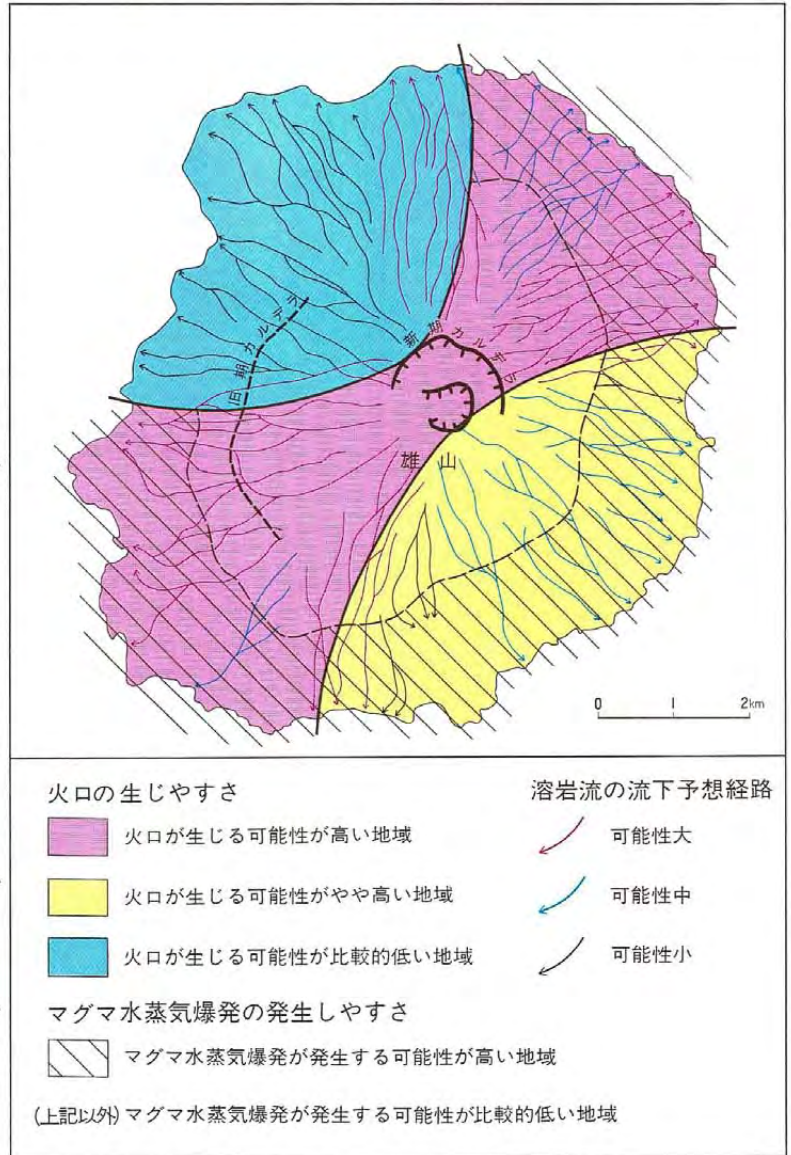 新期カルデラ
旧期カルデラ
雄山
0 1 2km
火口の生じやすさ
火口が生じる可能性が高い地域
火口が生じる可能性がやや高い地域
火口が生じる可能性が比較的低い地域
マグマ水蒸気爆発の発生しやすさ
マグマ水蒸気爆発が発生する可能性が高い地域
(上記以外)マグマ水蒸気爆発が発生する可能性が比較的低い地域
溶岩流の流下予想経路
可能性大
可能性中
可能性小